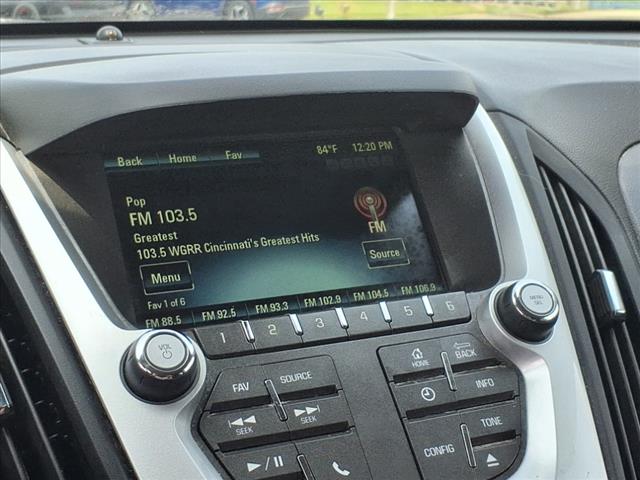 Back Home Fav 84°F 12:20 PM
Pop
FM 103.5
Greatest
103.5 WGRR Cincinnati's Greatest Hits
FM
Menu Source
Fav 1 of 6
FM 88.5 FM 92.5 FM 93.3 FM 102.9 FM 104.5 FM 106.9
1 2 3 4 5 6
VOL
MENU
SEL
HOME BACK
FAV SOURCE
INFO
SEEK SEEK
CONFIG TONE